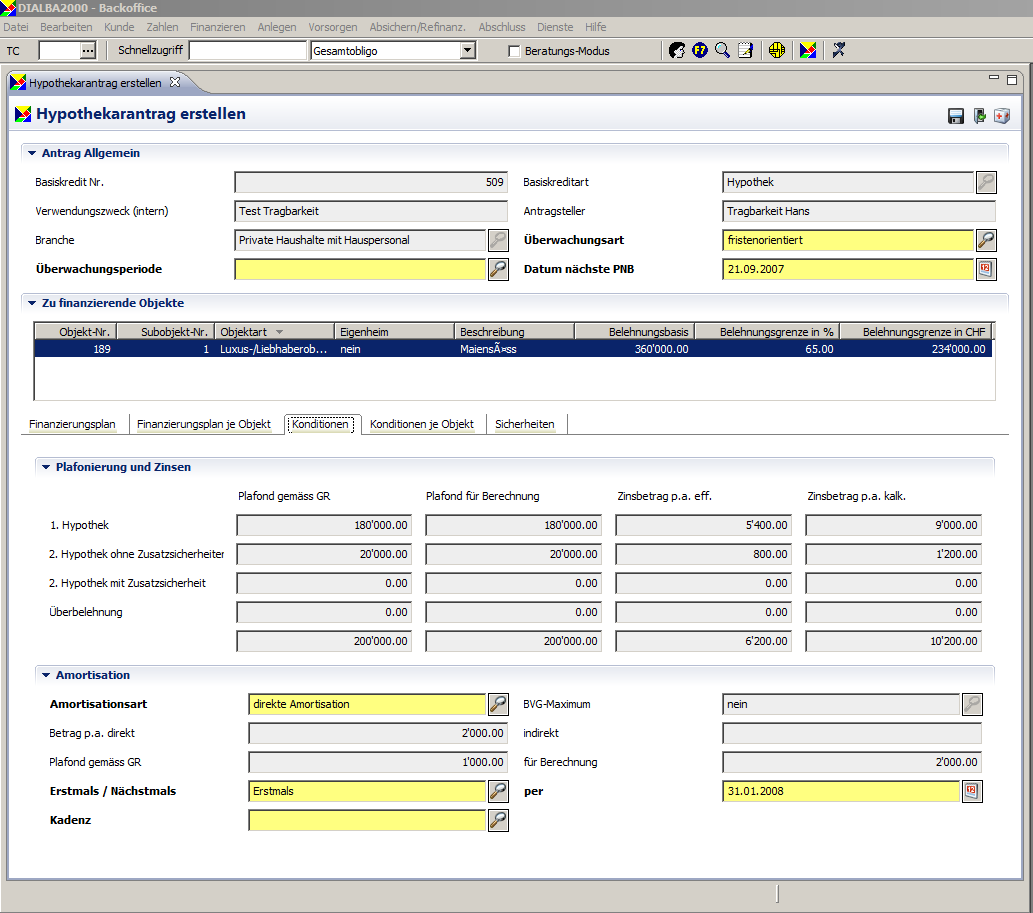 DIALBA2000 - Backoffice
Datei Bearbeiten Kunde Zahlen Finanzieren Anlegen Vorsorgen Absichern/Refinanz. Abschluss Dienste Hilfe
TC ... Schnellzugriff Gesamtobligo Beratungs-Modus
Hypothekarantrag erstellen
Hypothekarantrag erstellen
Antrag Allgemein
Basiskredit Nr. 509 Basiskreditart Hypothek
Verwendungszweck (intern) Test Tragbarkeit Antragsteller Tragbarkeit Hans
Branche Private Haushalte mit Hauspersonal Überwachungsart fristenorientiert
Überwachungsperiode Datum nächste PNB 21.09.2007
Zu finanzierende Objekte
Objekt-Nr. Subobjekt-Nr. Objektart Eigenheim Beschreibung Belehnungsbasis Belehnungsgrenze in % Belehnungsgrenze in CHF
189 1 Luxus-/Liebhaberob... nein MaiensÃ¤ss 360'000.00 65.00 234'000.00
Finanzierungsplan Finanzierungsplan je Objekt Konditionen Konditionen je Objekt Sicherheiten
Plafonierung und Zinsen
Plafond gemäss GR Plafond für Berechnung Zinsbetrag p.a. eff. Zinsbetrag p.a. kalk.
1. Hypothek 180'000.00 180'000.00 5'400.00 9'000.00
2. Hypothek ohne Zusatzsicherheiten 20'000.00 20'000.00 800.00 1'200.00
2. Hypothek mit Zusatzsicherheit 0.00 0.00 0.00 0.00
Überbelehnung 0.00 0.00 0.00 0.00
200'000.00 200'000.00 6'200.00 10'200.00
Amortisation
Amortisationsart direkte Amortisation BVG-Maximum nein
Betrag p.a. direkt 2'000.00 indirekt
Plafond gemäss GR 1'000.00 für Berechnung 2'000.00
Erstmals / Nächstmals Erstmals per 31.01.2008
Kadenz